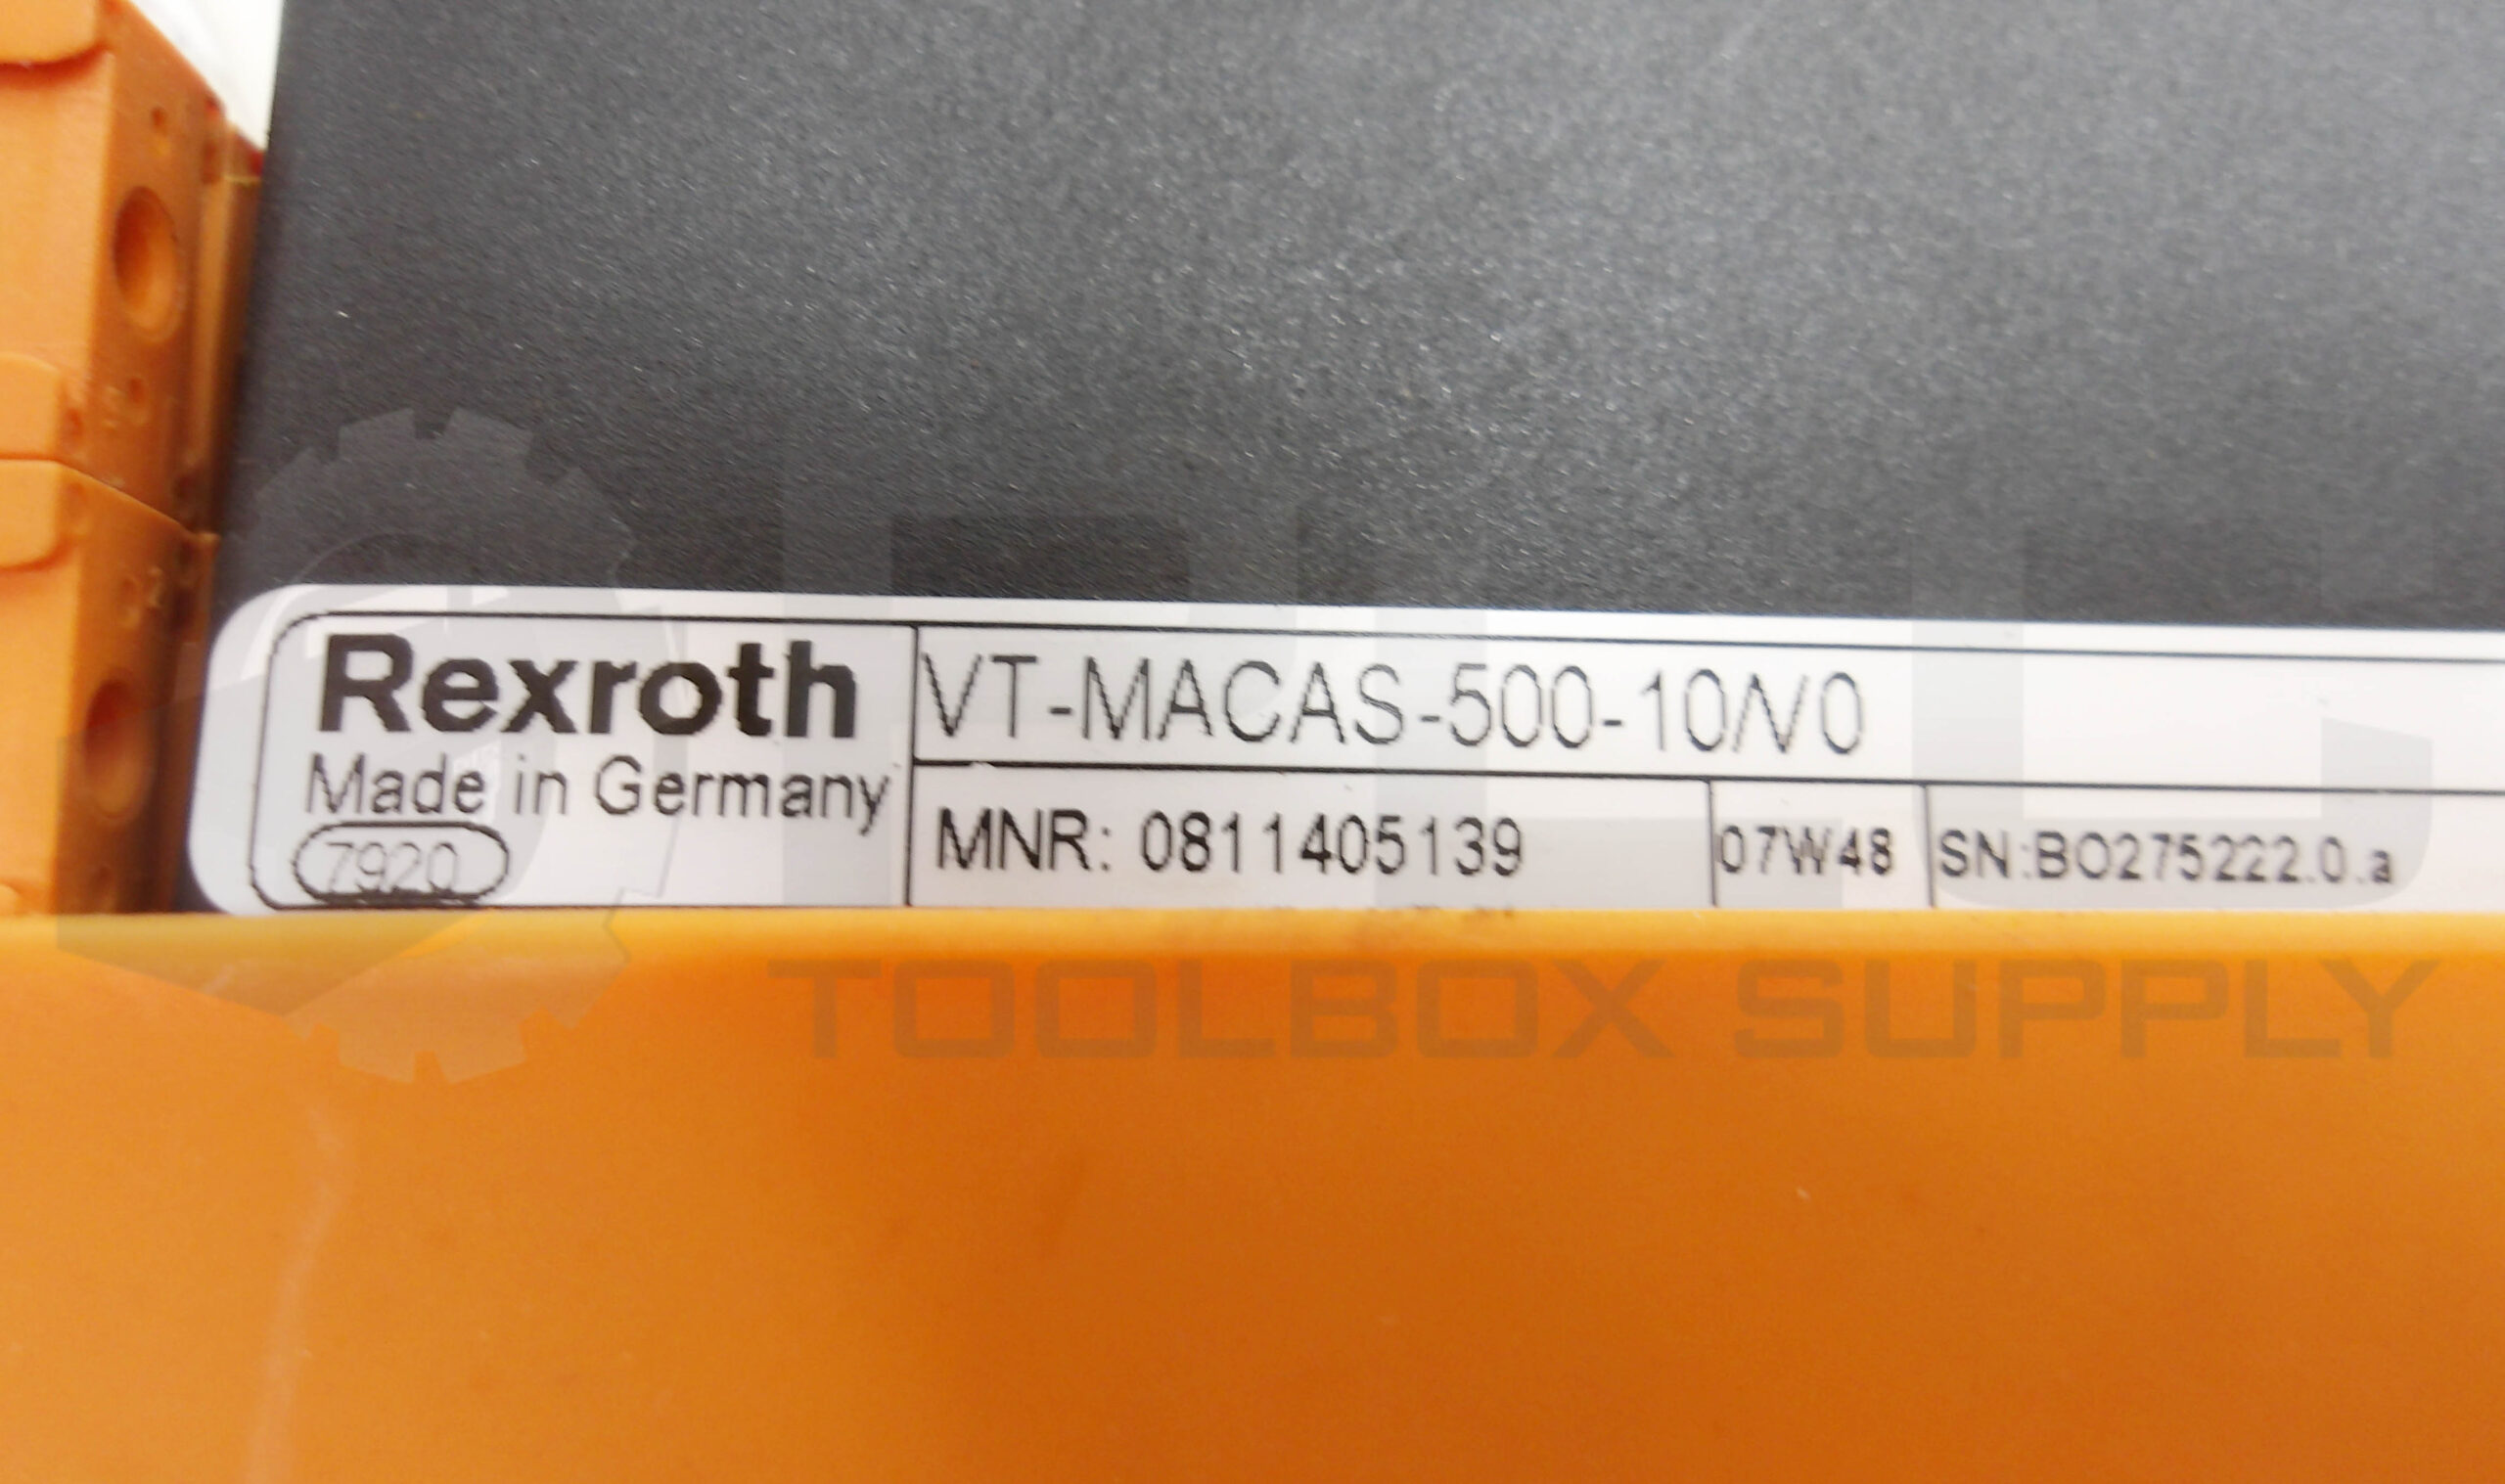 Rexroth
Made in Germany
7920
VT-MACAS-500-10/V0
MNR: 0811405139
07W48
SN:BO275222.0.a
TOOLBOX SUPPLY